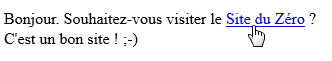 Bonjour. Souhaitez-vous visiter le Site du Zéro ?
C'est un bon site ! ;-)